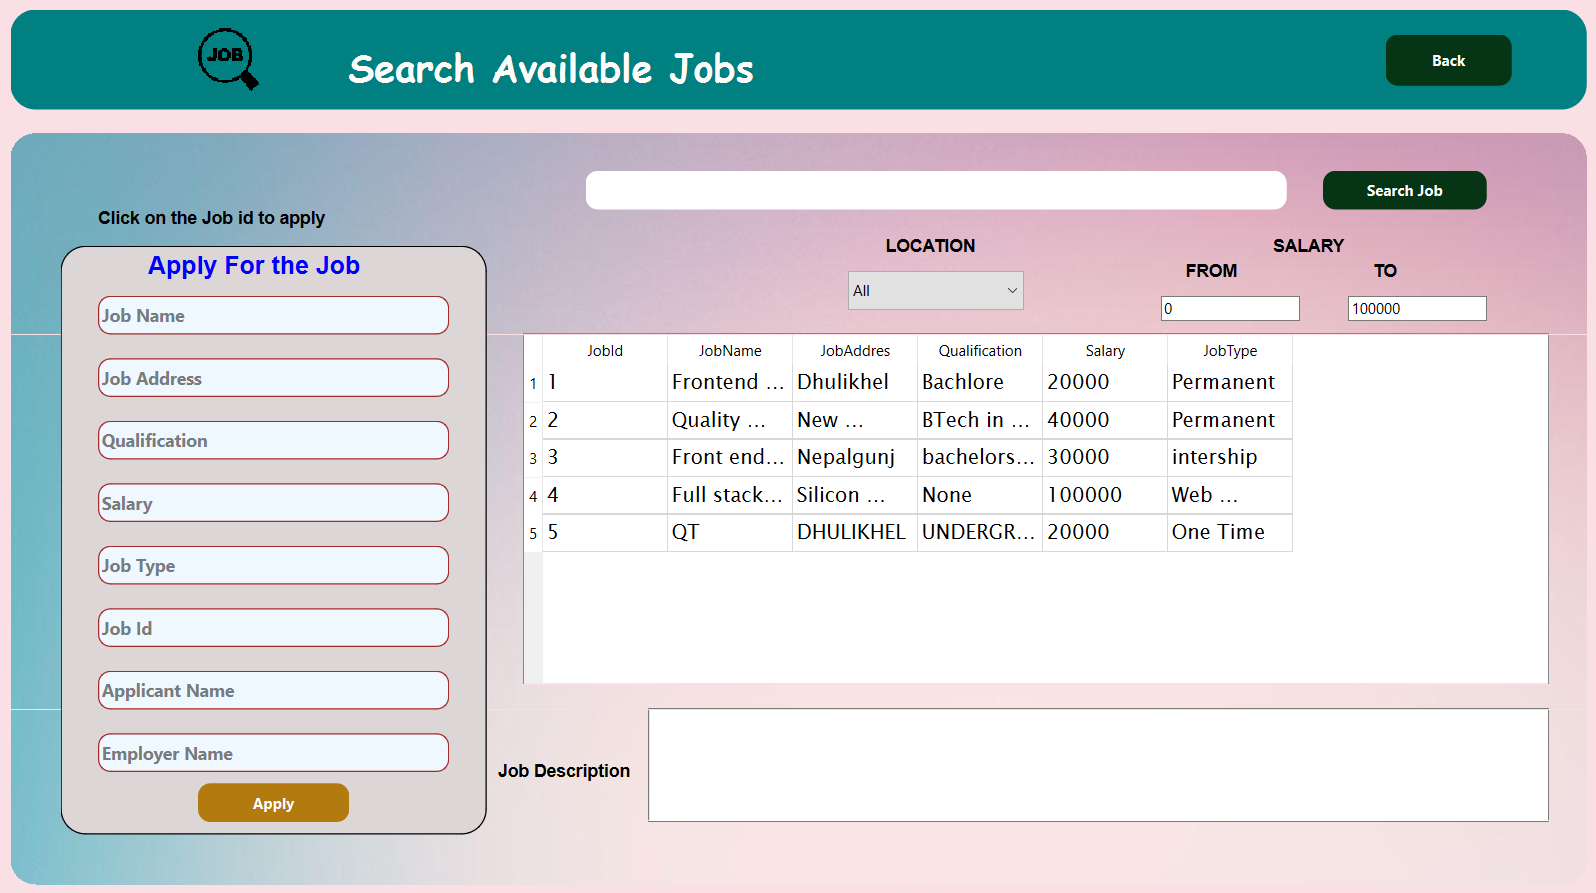 JOB
Search Available Jobs
Back
Search Job
Click on the Job id to apply
LOCATION
SALARY
FROM
TO
All
0
100000
Apply For the Job
Job Name
Job Address
Qualification
Salary
Job Type
Job Id
Applicant Name
Employer Name
Apply
JobId JobName JobAddres Qualification Salary JobType
1 1 Frontend ... Dhulikhel Bachlore 20000 Permanent
2 2 Quality ... New ... BTech in ... 40000 Permanent
3 3 Front end... Nepalgunj bachelors... 30000 intership
4 4 Full stack... Silicon ... None 100000 Web ...
5 5 QT DHULIKHEL UNDERGR... 20000 One Time
Job Description